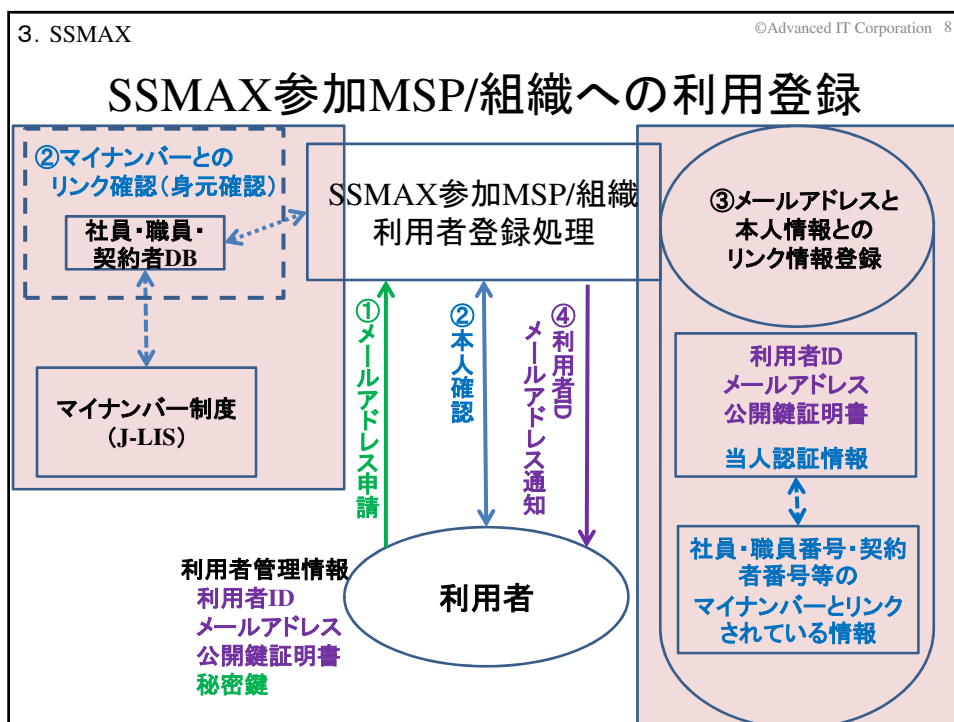 3．SSMAX
©Advanced IT Corporation 8
SSMAX参加MSP/組織への利用登録
②マイナンバーとの
リンク確認（身元確認）
社員・職員・
契約者DB
マイナンバー制度
（J-LIS）
SSMAX参加MSP/組織
利用者登録処理
③メールアドレスと
本人情報との
リンク情報登録
①メールアドレス申請
②本人確認
④利用者ID
メールアドレス通知
利用者ID
メールアドレス
公開鍵証明書
当人認証情報
社員・職員番号・契約
者番号等の
マイナンバーとリンク
されている情報
利用者管理情報
利用者ID
メールアドレス
公開鍵証明書
秘密鍵
利用者